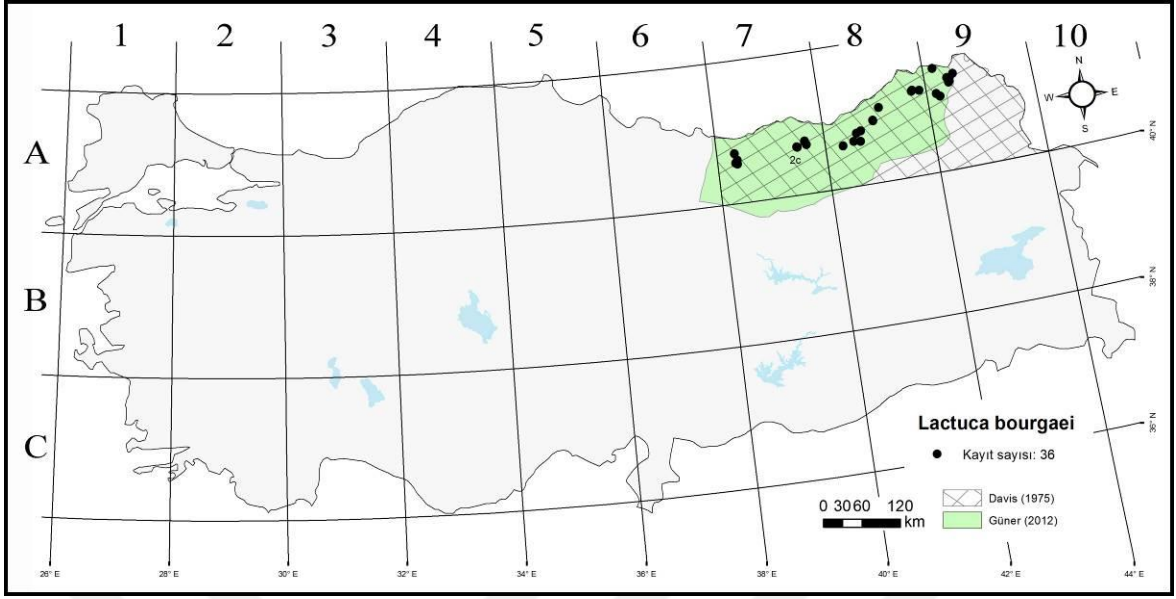 1 2 3 4 5 6 7 8 9 10
N
W E
S
40° N
A
2c
38° N
B
Lactuca bourgaei
36° N
C
Kayıt sayısı: 36
Davis (1975)
0 30 60 120
km
Güner (2012)
26° E 28° E 30° E 32° E 34° E 36° E 38° E 40° E 42° E 44° E